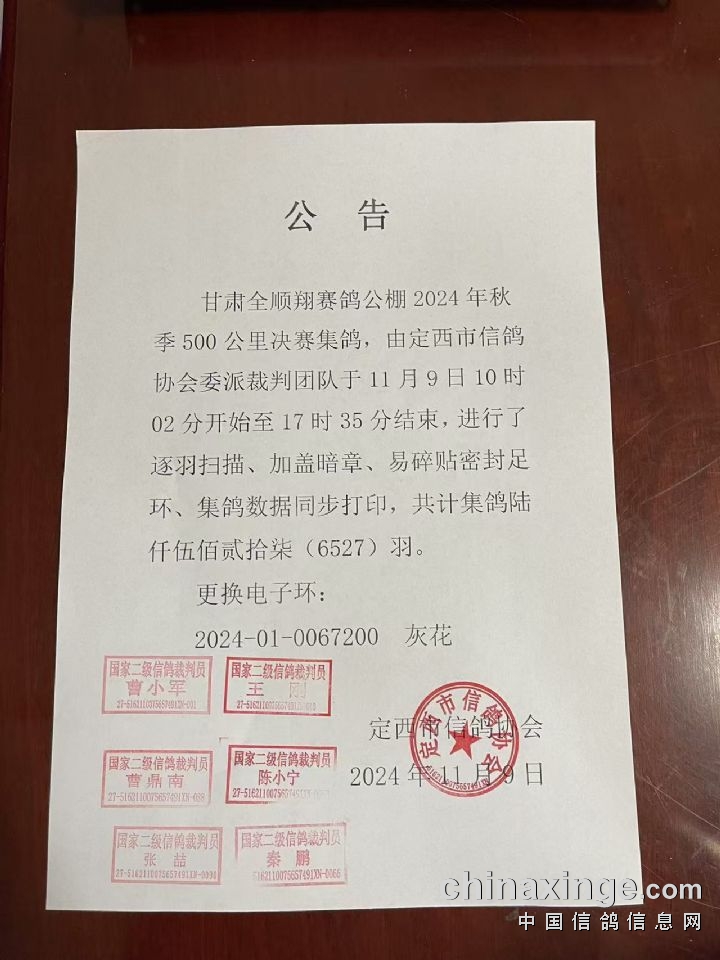 公 告
甘肃全顺翔赛鸽公棚 2024 年秋
季 500 公里决赛集鸽，由定西市信鸽
协会委派裁判团队于 11 月 9 日 10 时
02 分开始至 17 时 35 分结束，进行了
逐羽扫描、加盖暗章、易碎贴密封足
环、集鸽数据同步打印，共计集鸽陆
仟伍佰贰拾柒（6527）羽。
更换电子环：
2024-01-0067200 灰花
国家二级信鸽裁判员
曹小军
国家二级信鸽裁判员
王 刚
国家二级信鸽裁判员
曹鼎南
国家二级信鸽裁判员
陈小宁
国家二级信鸽裁判员
张 喆
国家二级信鸽裁判员
秦 鹏
定西市信鸽协会
定西市信鸽协会
2024 年 11 月 9 日
chinaxinge.com
中国信鸽信息网